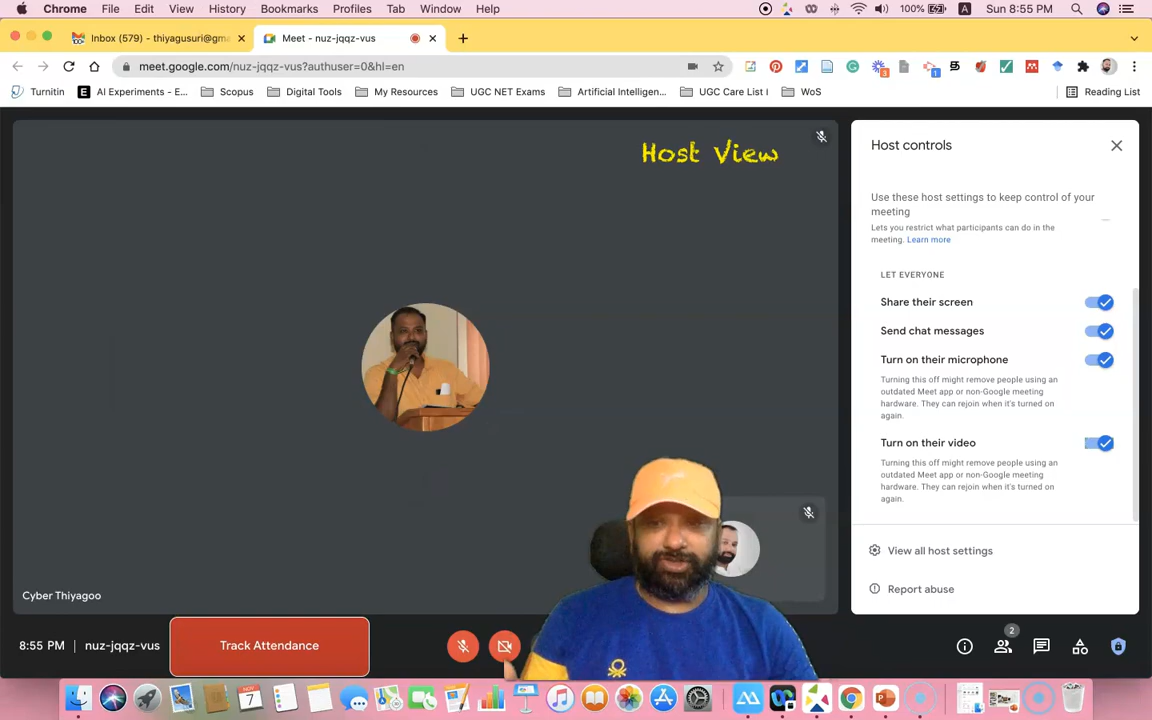 Chrome File Edit View History Bookmarks Profiles Tab Window Help 100% A Sun 8:55 PM
Inbox (579) - thiyagusuri@gm
Meet - nuz-jqqz-vus
meet.google.com/nuz-jqqz-vus?authuser=0&hl=en
3
1
Turnitin AI Experiments - E... Scopus Digital Tools My Resources UGC NET Exams Artificial Intelligen... UGC Care List I WoS Reading List
Host View
Cyber Thiyagoo
Host controls
Use these host settings to keep control of your
meeting
Lets you restrict what participants can do in the
meeting. Learn more
LET EVERYONE
Share their screen
Send chat messages
Turn on their microphone
Turning this off might remove people using an
outdated Meet app or non-Google meeting
hardware. They can rejoin when it's turned on
again.
Turn on their video
Turning this off might remove people using an
outdated Meet app or non-Google meeting
hardware. They can rejoin when it's turned on
again.
View all host settings
Report abuse
8:55 PM | nuz-jqqz-vus
Track Attendance
2
NOV
7